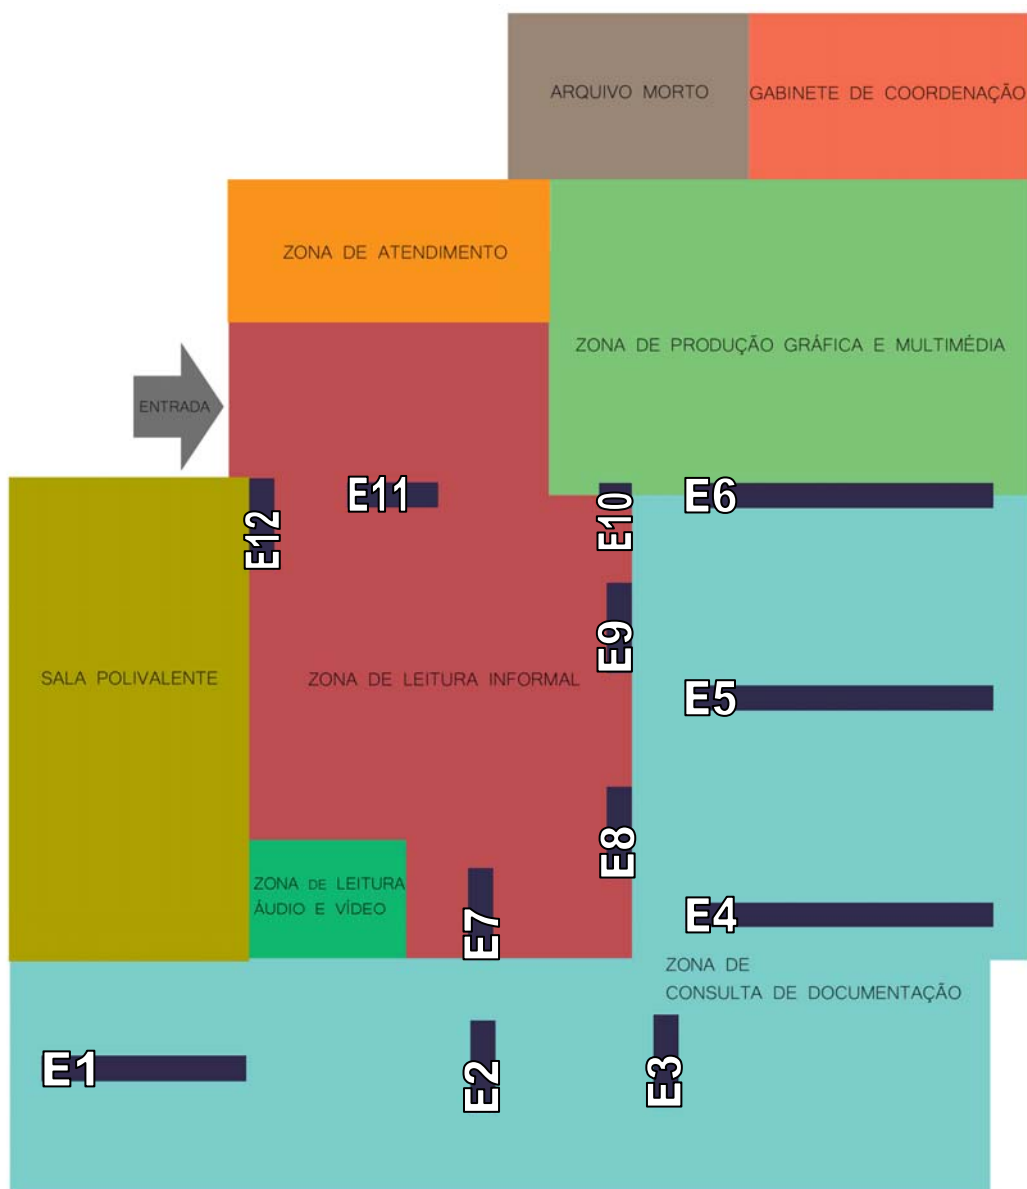 ARQUIVO MORTO
GABINETE DE COORDENAÇÃO
ZONA DE ATENDIMENTO
ZONA DE PRODUÇÃO GRÁFICA E MULTIMÉDIA
ENTRADA
E12
E11
E10
E6
E9
SALA POLIVALENTE
ZONA DE LEITURA INFORMAL
E5
E8
ZONA DE LEITURA
ÁUDIO E VÍDEO
E7
E4
ZONA DE
CONSULTA DE DOCUMENTAÇÃO
E1
E2
E3